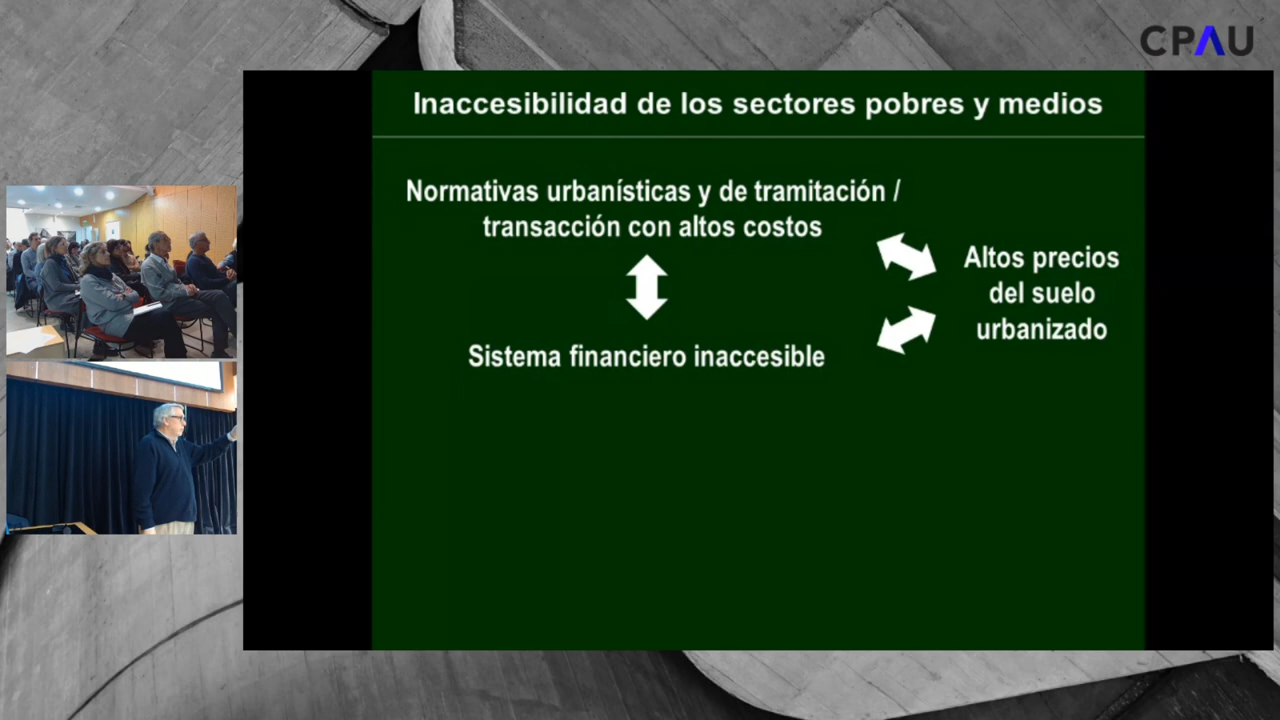 CPAU
Inaccesibilidad de los sectores pobres y medios
Normativas urbanísticas y de tramitación /
transacción con altos costos
Altos precios
del suelo
urbanizado
Sistema financiero inaccesible